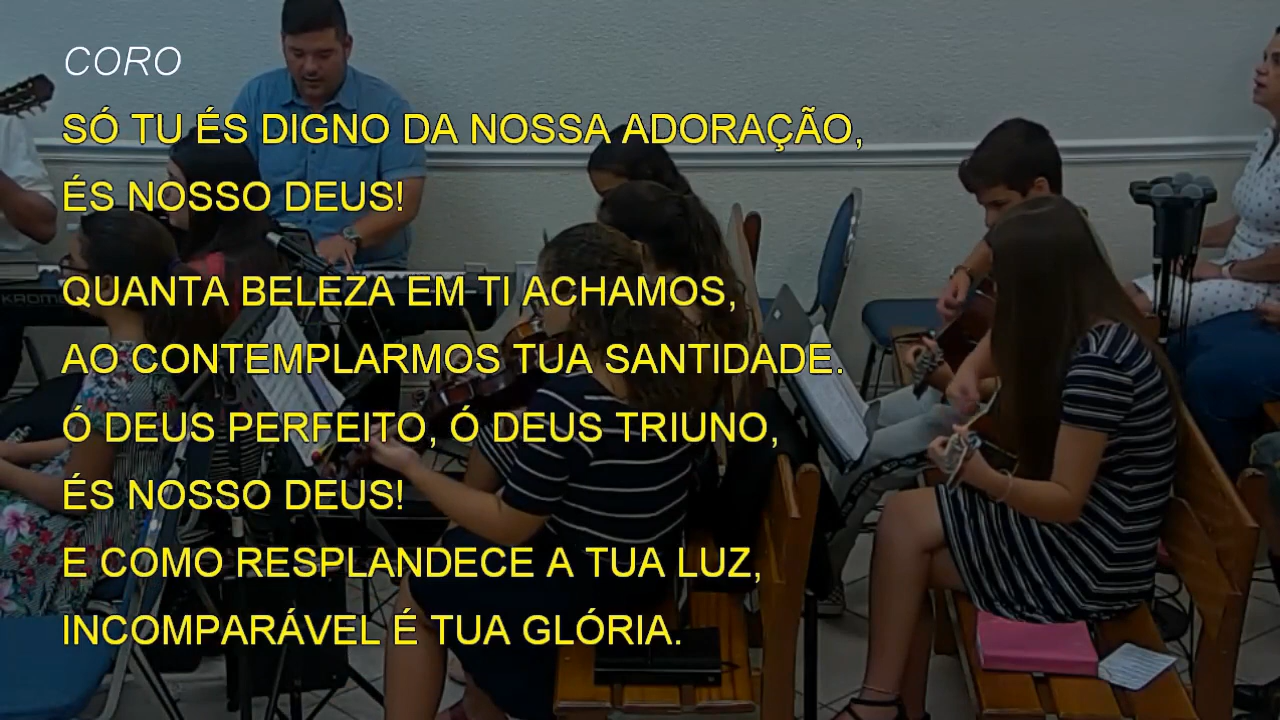 CORO
SÓ TU ÉS DIGNO DA NOSSA ADORAÇÃO,
ÉS NOSSO DEUS!
QUANTA BELEZA EM TI ACHAMOS,
AO CONTEMPLARMOS TUA SANTIDADE.
Ó DEUS PERFEITO, Ó DEUS TRIUNO,
ÉS NOSSO DEUS!
E COMO RESPLANDECE A TUA LUZ,
INCOMPARÁVEL É TUA GLÓRIA.